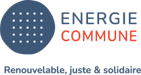 ENERGIE
COMMUNE
Renouvelable, juste & solidaire